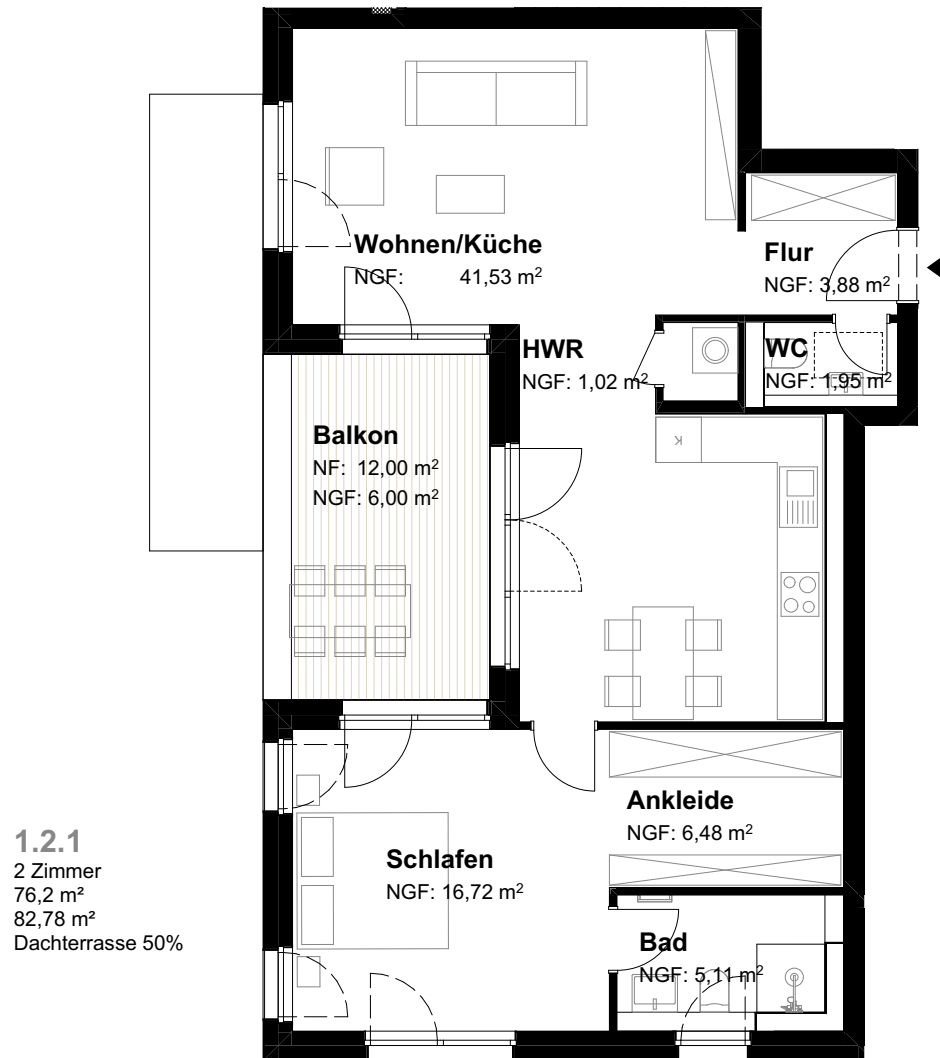 Wohnen/Küche
NGF: 41,53 m²
Flur
NGF: 3,88 m²
HWR
NGF: 1,02 m²
WC
NGF: 1,95 m²
Balkon
NF: 12,00 m²
NGF: 6,00 m²
K
Ankleide
NGF: 6,48 m²
Schlafen
NGF: 16,72 m²
Bad
NGF: 5,11 m²
1.2.1
2 Zimmer
76,2 m²
82,78 m²
Dachterrasse 50%